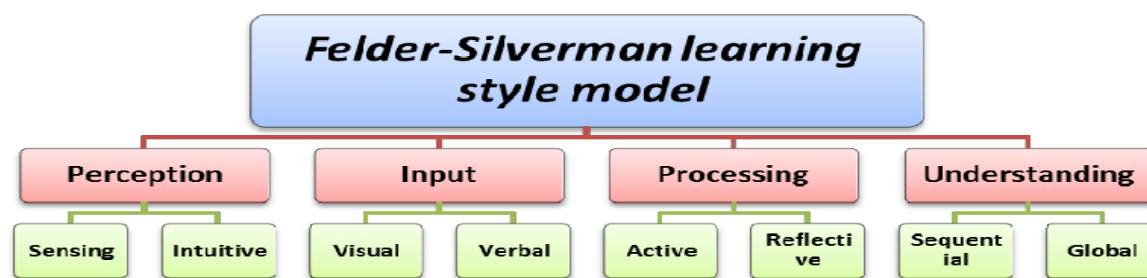 Felder-Silverman learning
style model
Perception
Input
Processing
Understanding
Sensing
Intuitive
Visual
Verbal
Active
Reflecti
ve
Sequent
ial
Global